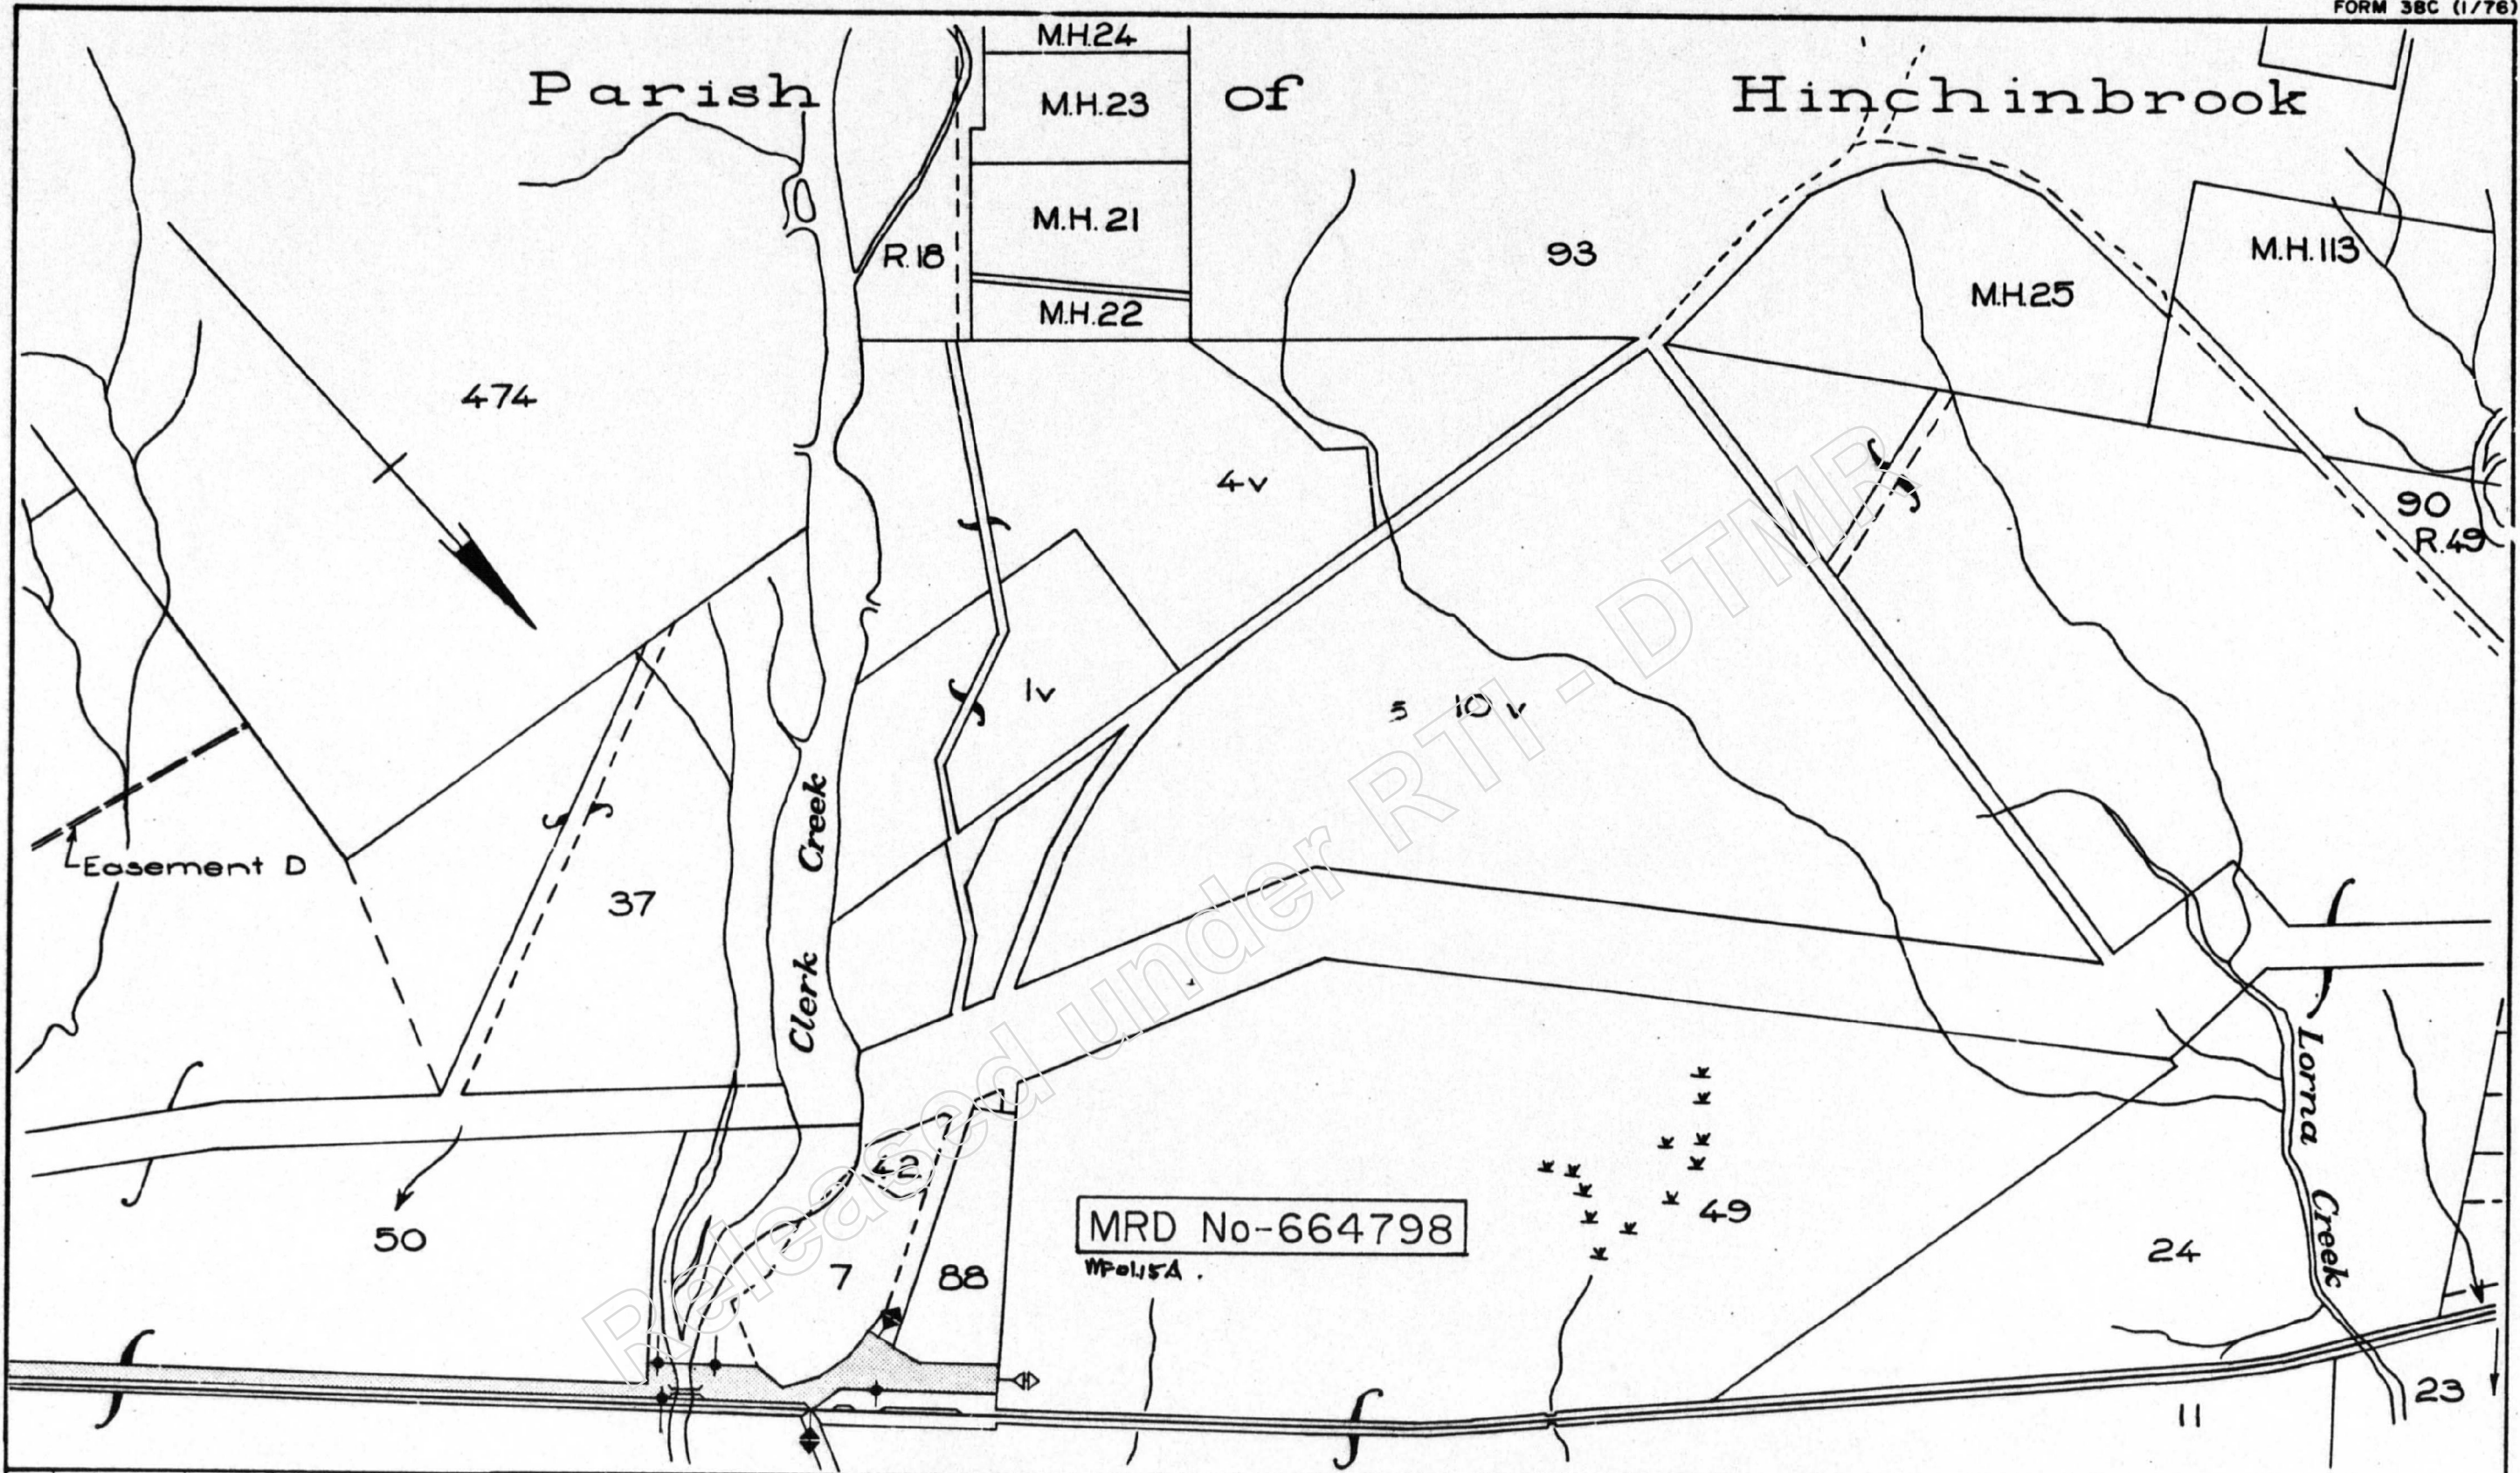 FORM 38C (1/76)
Parish of Hinchinbrook
M.H.24
M.H.23
M.H.21
R.18
M.H.22
93
M.H.25
M.H.113
474
4v
90
R.49
1v
5 10 v
Easement D
37
Clerk Creek
Lorna Creek
42
50
7
88
MRD No-664798
49
24
23
11
Released under RTI - DTMR